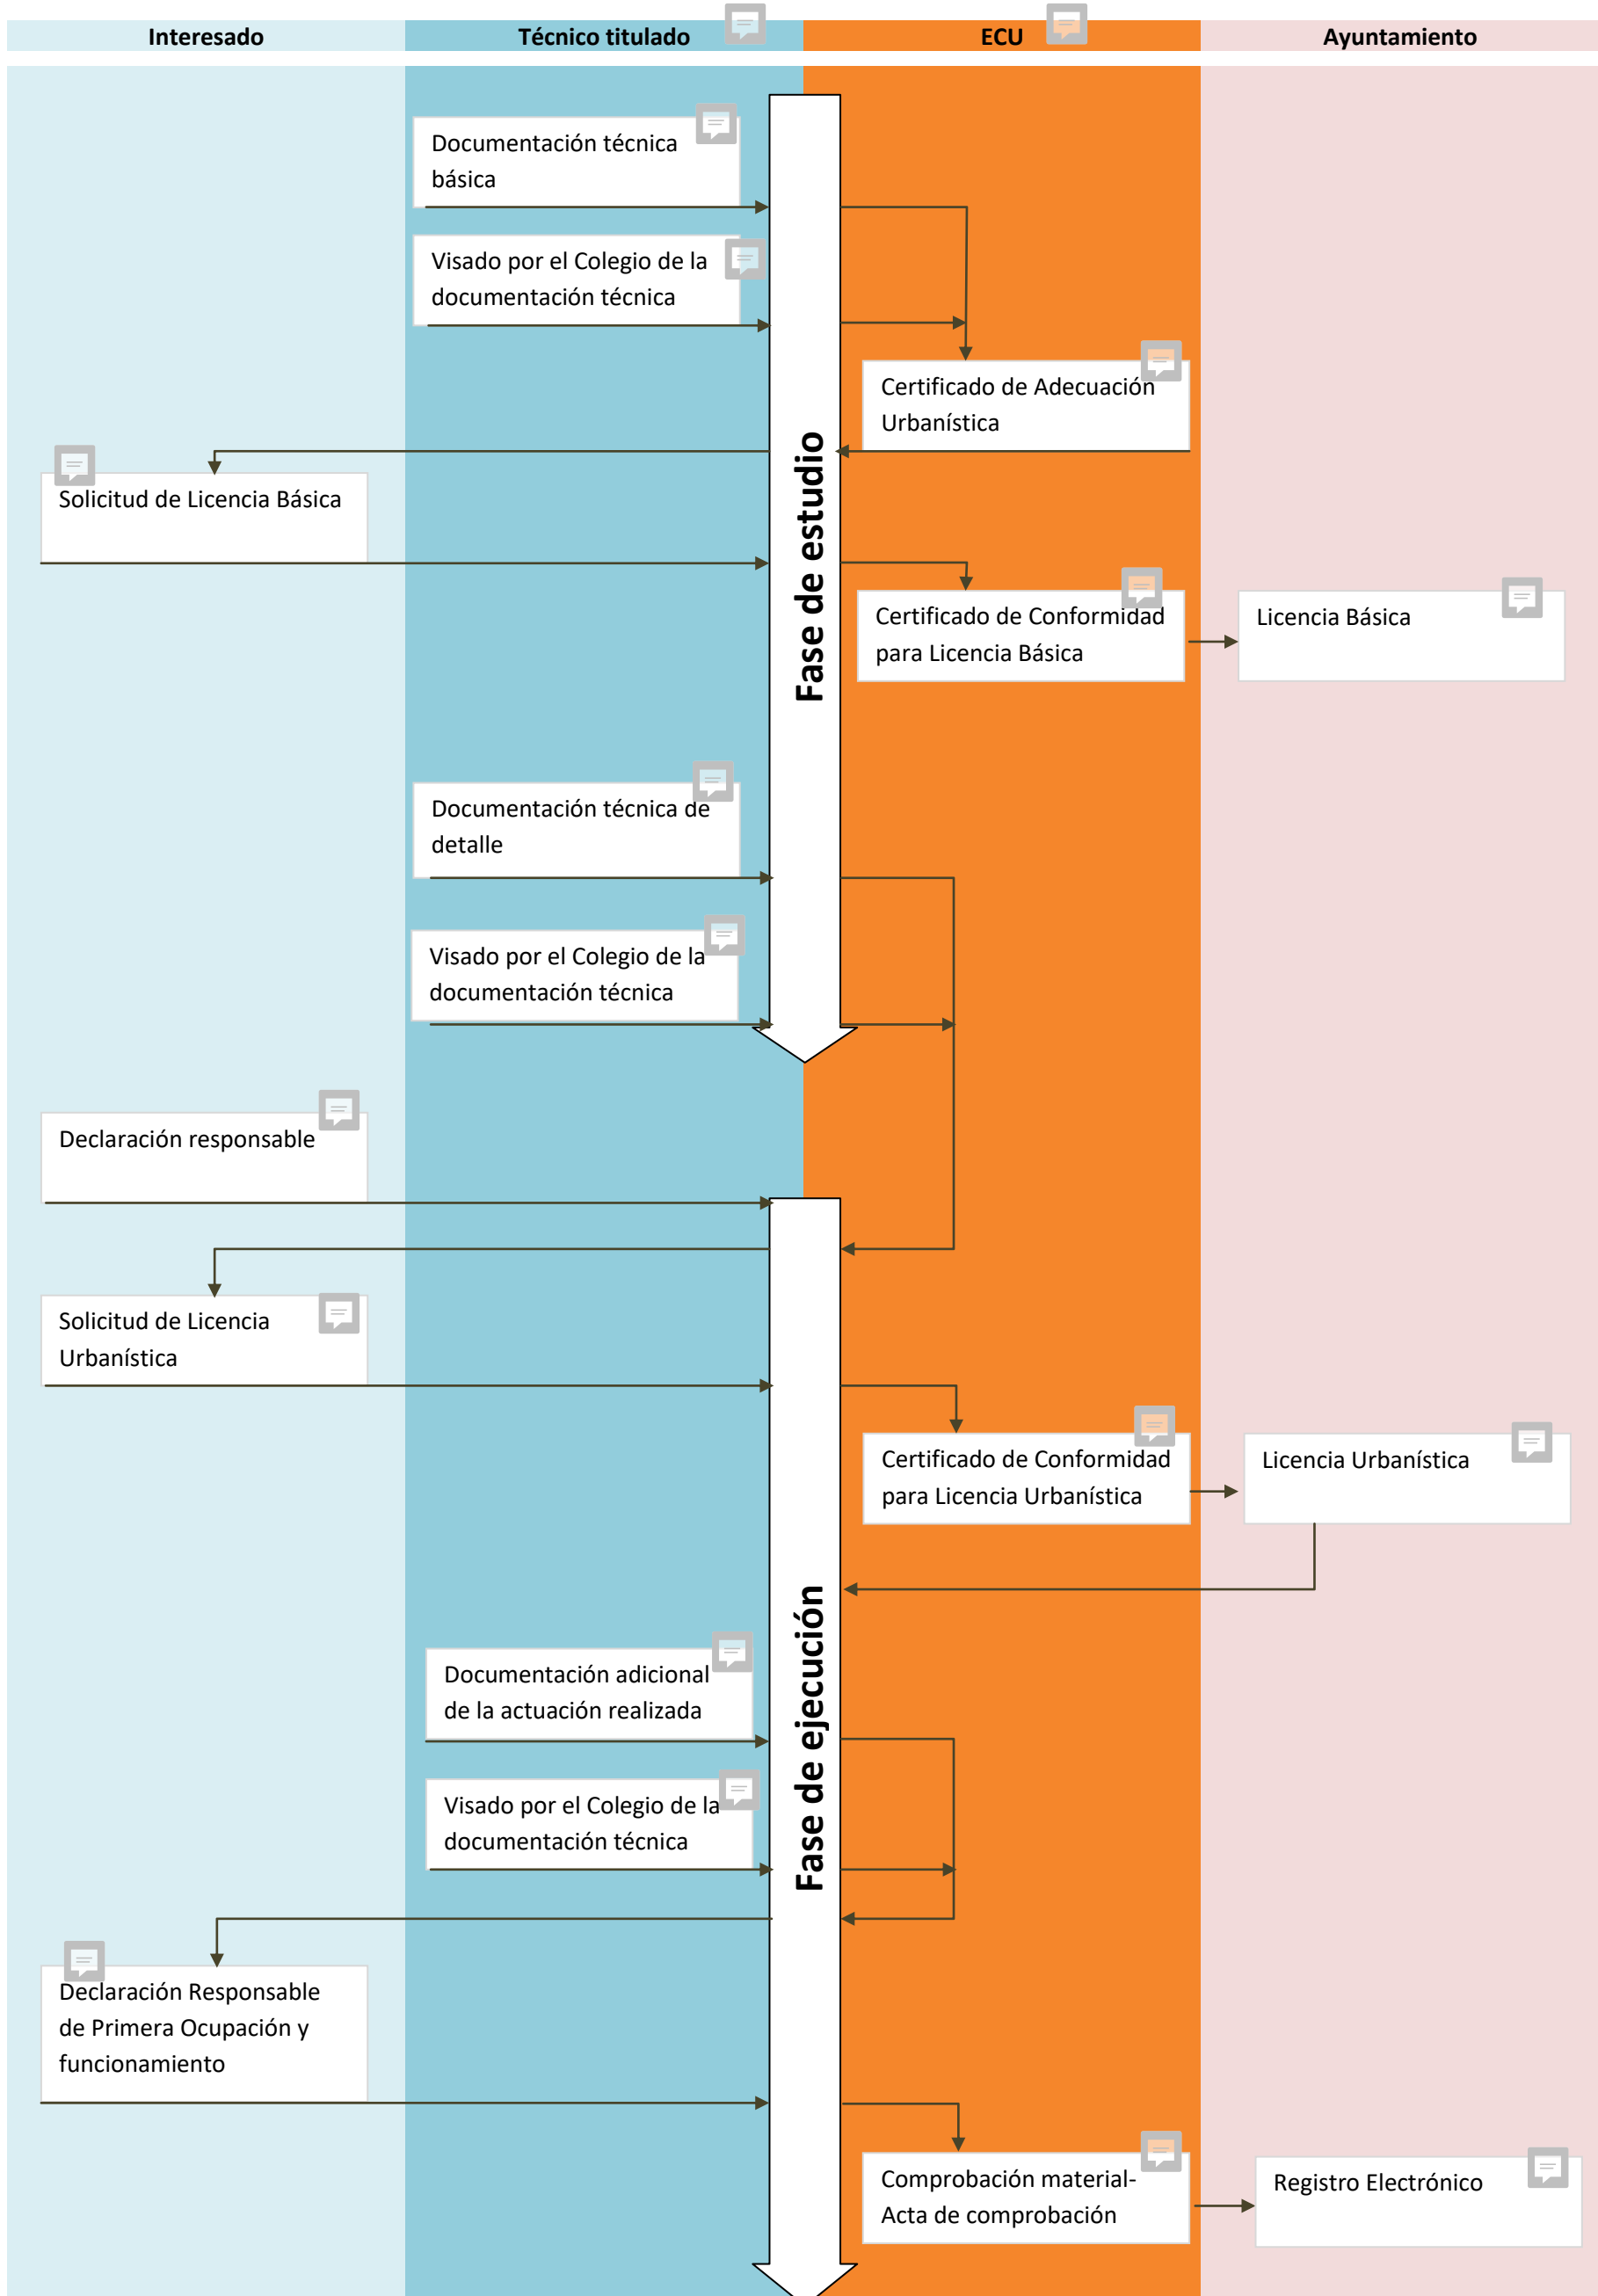 Interesado
Técnico titulado
ECU
Ayuntamiento
Documentación técnica
básica
Visado por el Colegio de la
documentación técnica
Certificado de Adecuación
Urbanística
Solicitud de Licencia Básica
Fase de estudio
Certificado de Conformidad
para Licencia Básica
Licencia Básica
Documentación técnica de
detalle
Visado por el Colegio de la
documentación técnica
Declaración responsable
Solicitud de Licencia
Urbanística
Certificado de Conformidad
para Licencia Urbanística
Licencia Urbanística
Fase de ejecución
Documentación adicional
de la actuación realizada
Visado por el Colegio de la
documentación técnica
Declaración Responsable
de Primera Ocupación y
funcionamiento
Comprobación material-
Acta de comprobación
Registro Electrónico